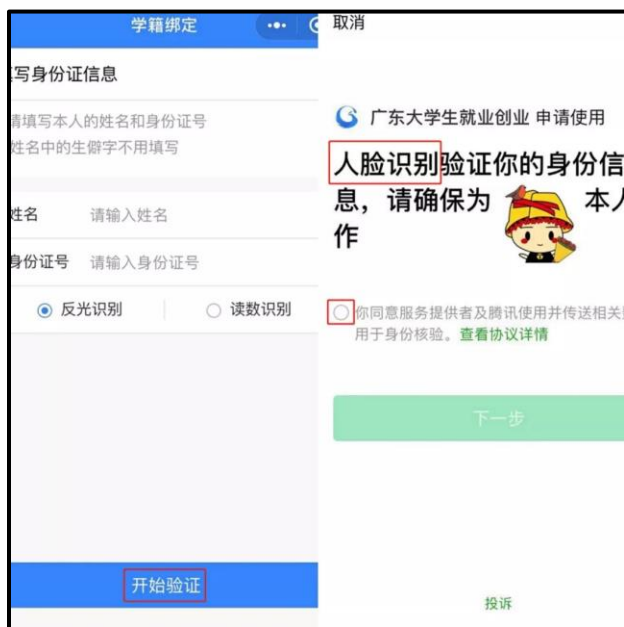 学籍绑定
写身份证信息
请填写本人的姓名和身份证号
姓名中的生僻字不用填写
姓名 请输入姓名
身份证号 请输入身份证号
反光识别 读数识别
开始验证
取消
广东大学生就业创业 申请使用
人脸识别验证你的身份信
息，请确保为 本人
作
你同意服务提供者及腾讯使用并传送相关
用于身份核验。查看协议详情
下一步
投诉